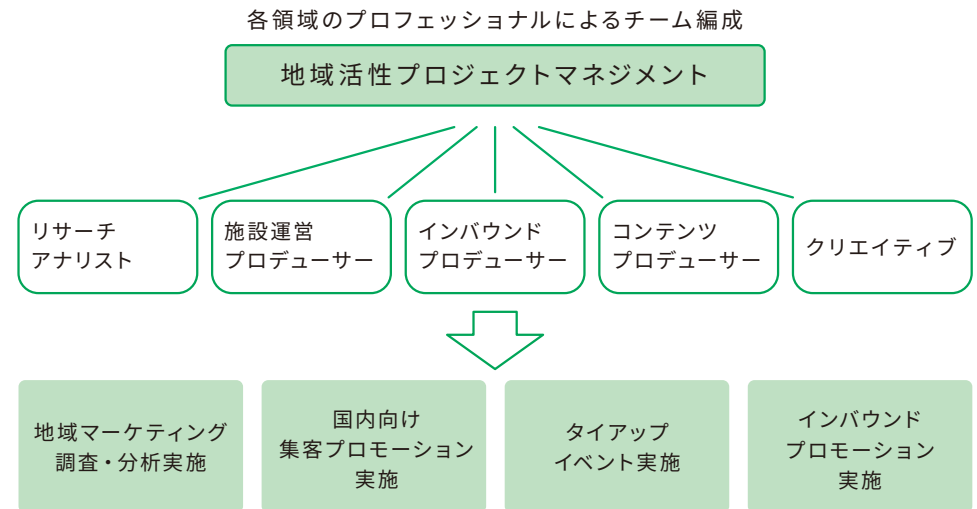 各領域のプロフェッショナルによるチーム編成
地域活性プロジェクトマネジメント
リサーチ
アナリスト
施設運営
プロデューサー
インバウンド
プロデューサー
コンテンツ
プロデューサー
クリエイティブ
地域マーケティング
調査・分析実施
国内向け
集客プロモーション
実施
タイアップ
イベント実施
インバウンド
プロモーション
実施